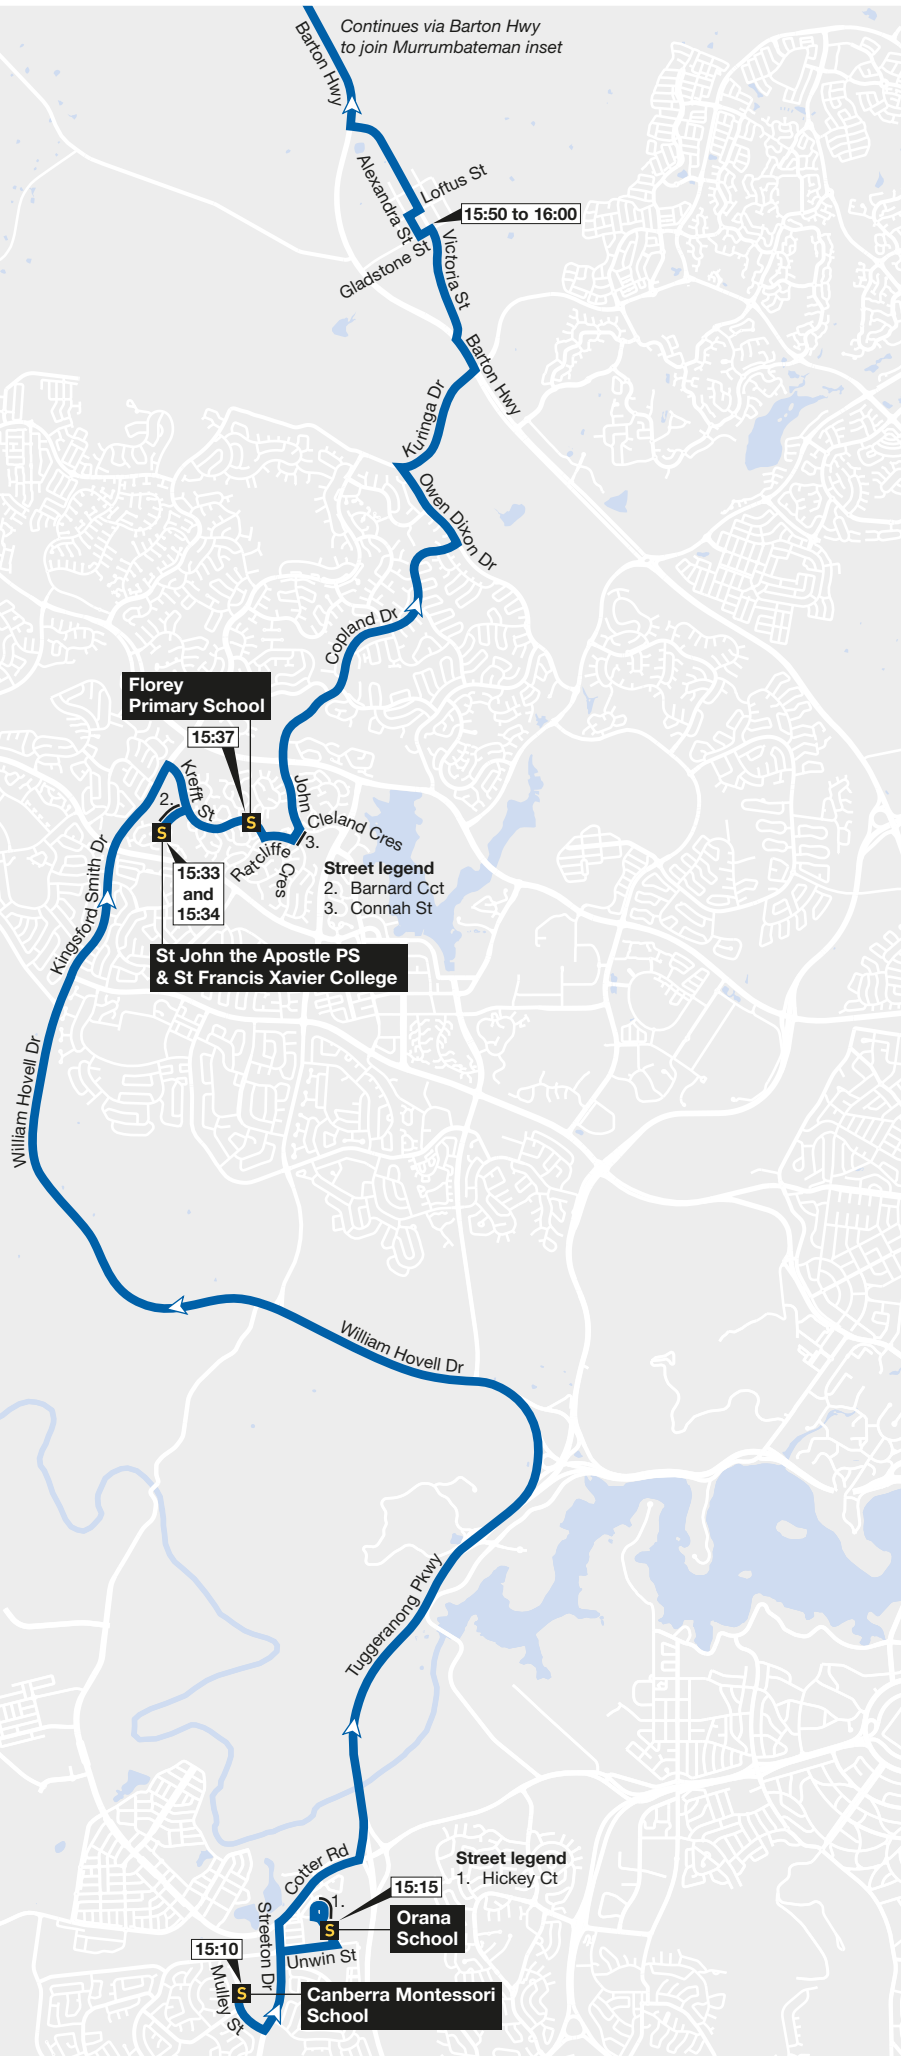 Continues via Barton Hwy
to join Murrumbateman inset
Barton Hwy
Alexandra St
Loftus St
15:50 to 16:00
Gladstone St
Victoria St
Barton Hwy
Kuringa Dr
Owen Dixon Dr
Copland Dr
Florey
Primary School
15:37
Krefft St
2.
S
S
John
Cleland Cres
3.
Ratcliffe
Cres
Street legend
2. Barnard Cct
3. Connah St
15:33
and
15:34
Kingsford Smith Dr
St John the Apostle PS
& St Francis Xavier College
William Hovell Dr
William Hovell Dr
Tuggeranong Pkwy
Cotter Rd
Street legend
1. Hickey Ct
1.
15:15
S
Orana
School
Streeton Dr
Unwin St
15:10
Mulley St
S
Canberra Montessori
School